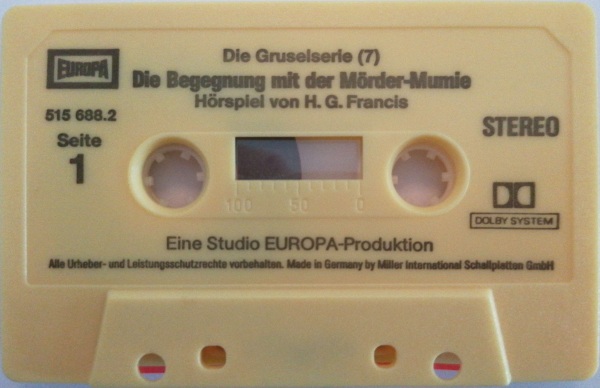 Die Gruselserie (7)
EUROPA
Die Begegnung mit der Mörder-Mumie
Hörspiel von H. G. Francis
515 688.2
STEREO
Seite
1
100 50 0
DOLBY SYSTEM
Eine Studio EUROPA-Produktion
Alle Urheber- und Leistungsschutzrechte vorbehalten. Made in Germany by Miller International Schallplatten GmbH